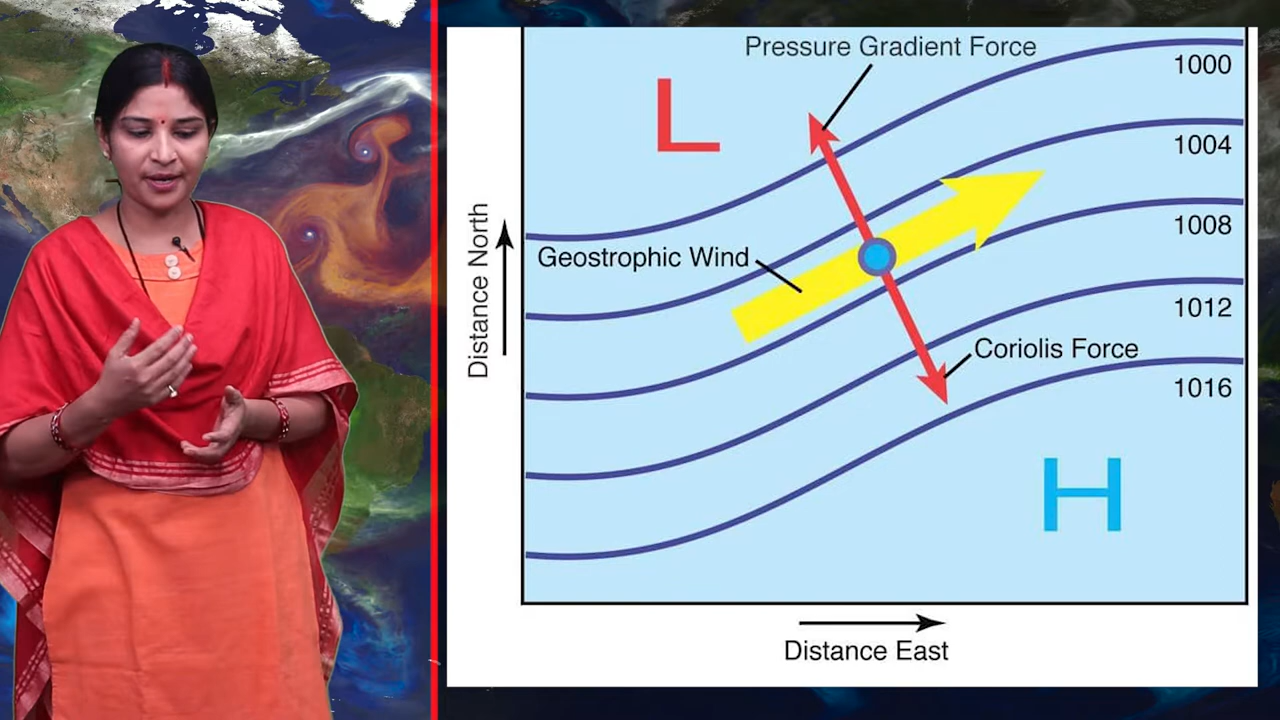 Pressure Gradient Force
L
1000
1004
1008
Geostrophic Wind
1012
Coriolis Force
1016
H
Distance North
Distance East